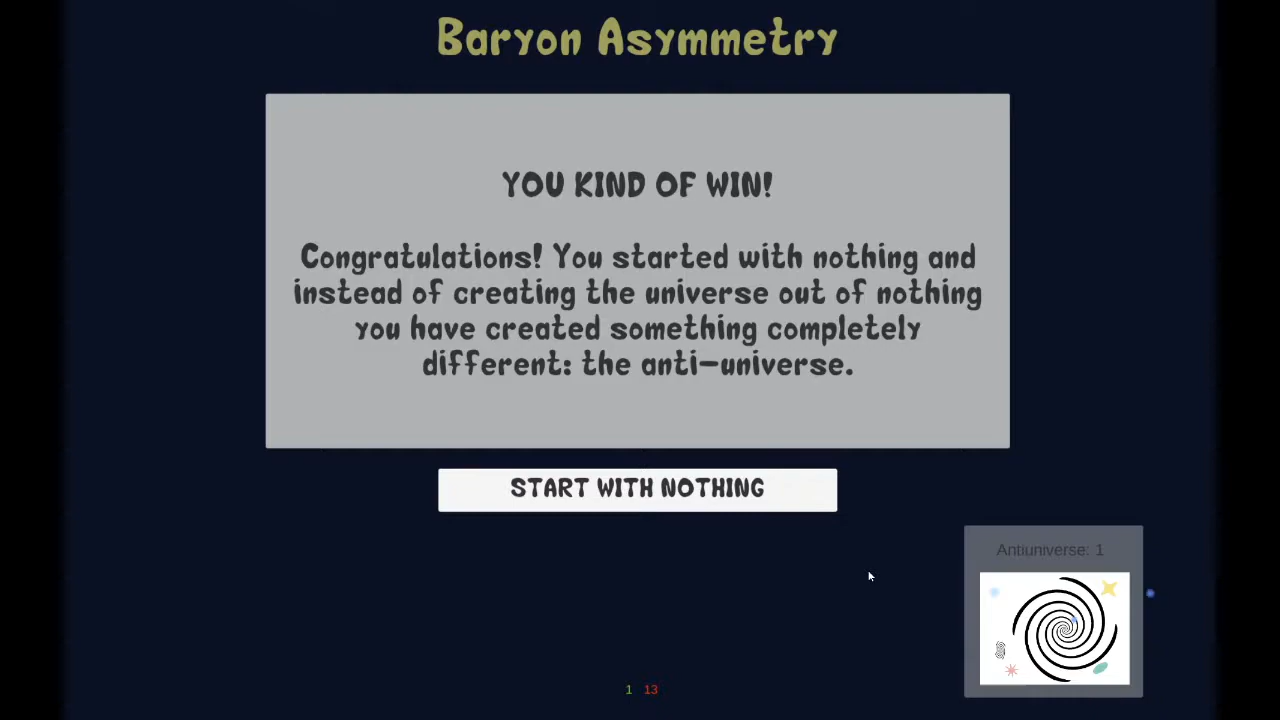 Baryon Asymmetry
YOU KIND OF WIN!
Congratulations! You started with nothing and
instead of creating the universe out of nothing
you have created something completely
different: the anti-universe.
START WITH NOTHING
Antiuniverse: 1
1 13